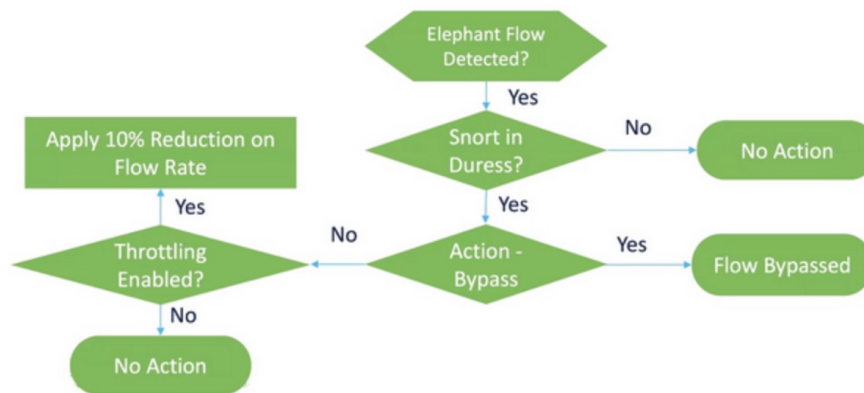 Elephant Flow
Detected?
Yes
Snort in
Duress?
No
No Action
Yes
Action -
Bypass
Yes
Flow Bypassed
No
Throttling
Enabled?
Yes
Apply 10% Reduction on
Flow Rate
No
No Action